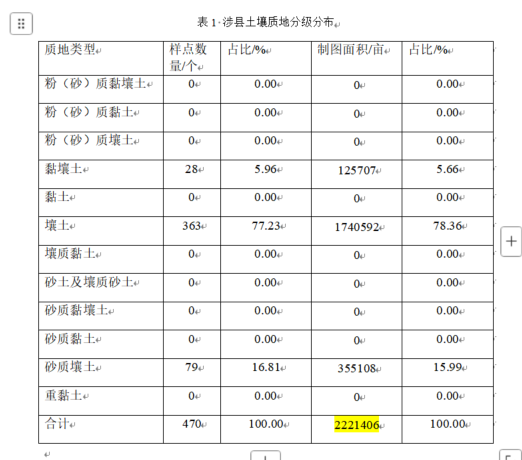 表 1 涉县土壤质地分级分布
质地类型 样点数量/个 占比/% 制图面积/亩 占比/%
粉（砂）质黏壤土 0 0.00 0 0.00
粉（砂）质黏土 0 0.00 0 0.00
粉（砂）质壤土 0 0.00 0 0.00
黏壤土 28 5.96 125707 5.66
黏土 0 0.00 0 0.00
壤土 363 77.23 1740592 78.36
壤质黏土 0 0.00 0 0.00
砂土及壤质砂土 0 0.00 0 0.00
砂质黏壤土 0 0.00 0 0.00
砂质黏土 0 0.00 0 0.00
砂质壤土 79 16.81 355108 15.99
重黏土 0 0.00 0 0.00
合计 470 100.00 2221406 100.00